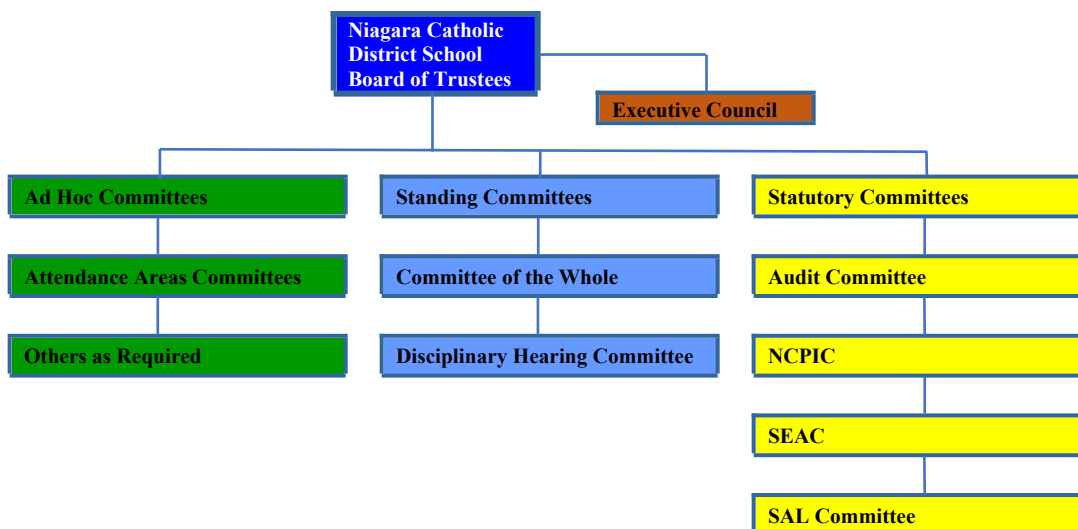 Niagara Catholic
District School
Board of Trustees
Executive Council
Ad Hoc Committees
Standing Committees
Statutory Committees
Attendance Areas Committees
Committee of the Whole
Audit Committee
Others as Required
Disciplinary Hearing Committee
NCPIC
SEAC
SAL Committee